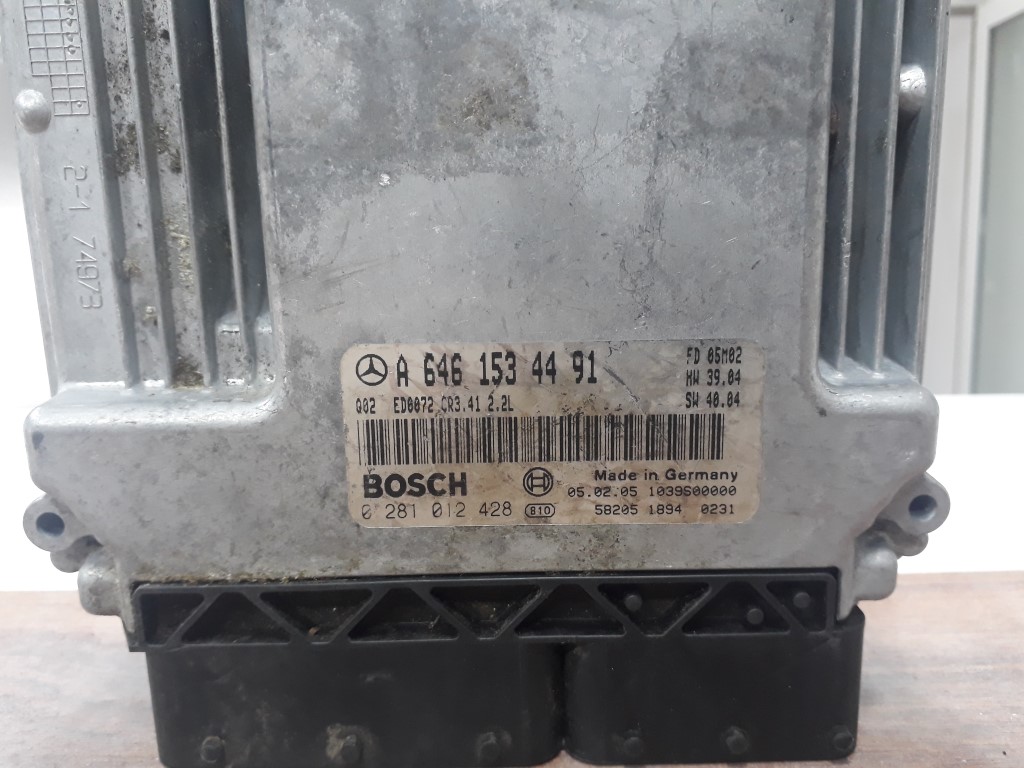 2-1 74973
A 646 153 44 91
FD 05M02
HW 39.04
Q02 ED0072 CR3.41 2.2L
SW 40.04
BOSCH
Made in Germany
05.02.05 1039S00000
0 281 012 428 810
58205 1894 0231